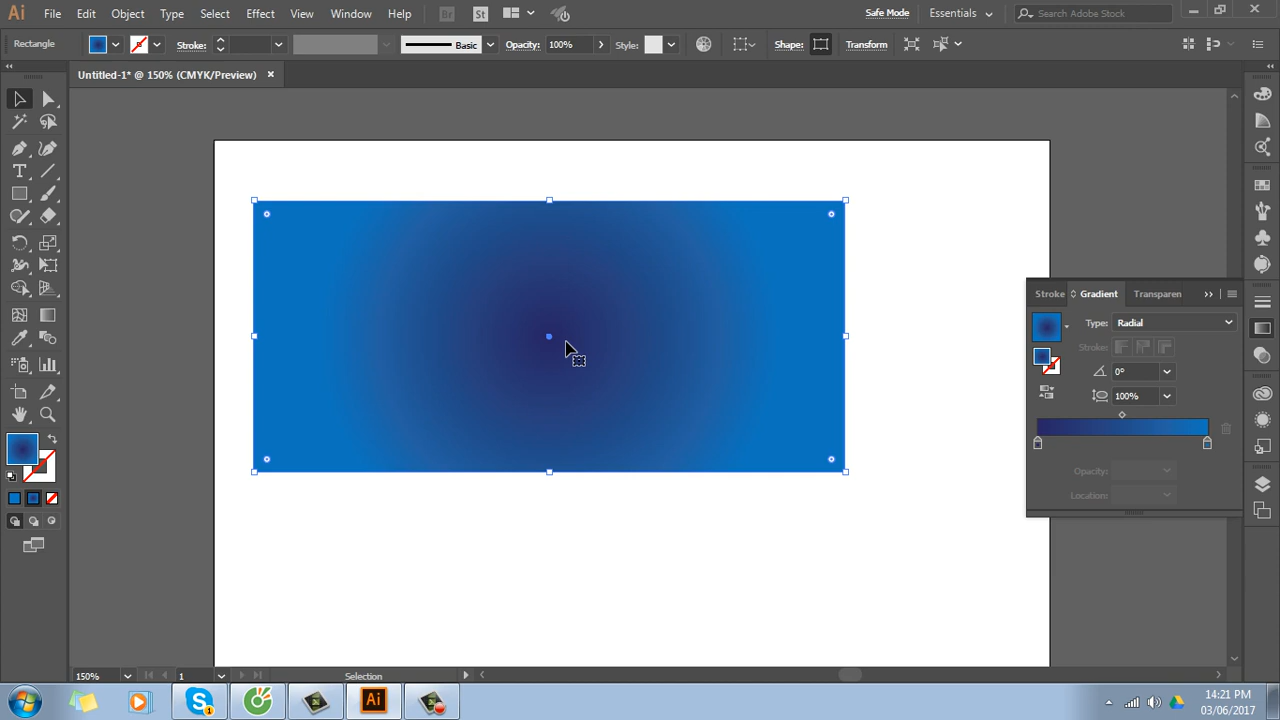 Ai File Edit Object Type Select Effect View Window Help Br St Safe Mode Essentials Search Adobe Stock
Rectangle Stroke: Basic Opacity: 100% Style: Shape: Transform
Untitled-1* @ 150% (CMYK/Preview)
Stroke Gradient Transparen
Type: Radial
Stroke:
0°
100%
Opacity:
Location:
150% 1 Selection
Ai 14:21 PM
03/06/2017